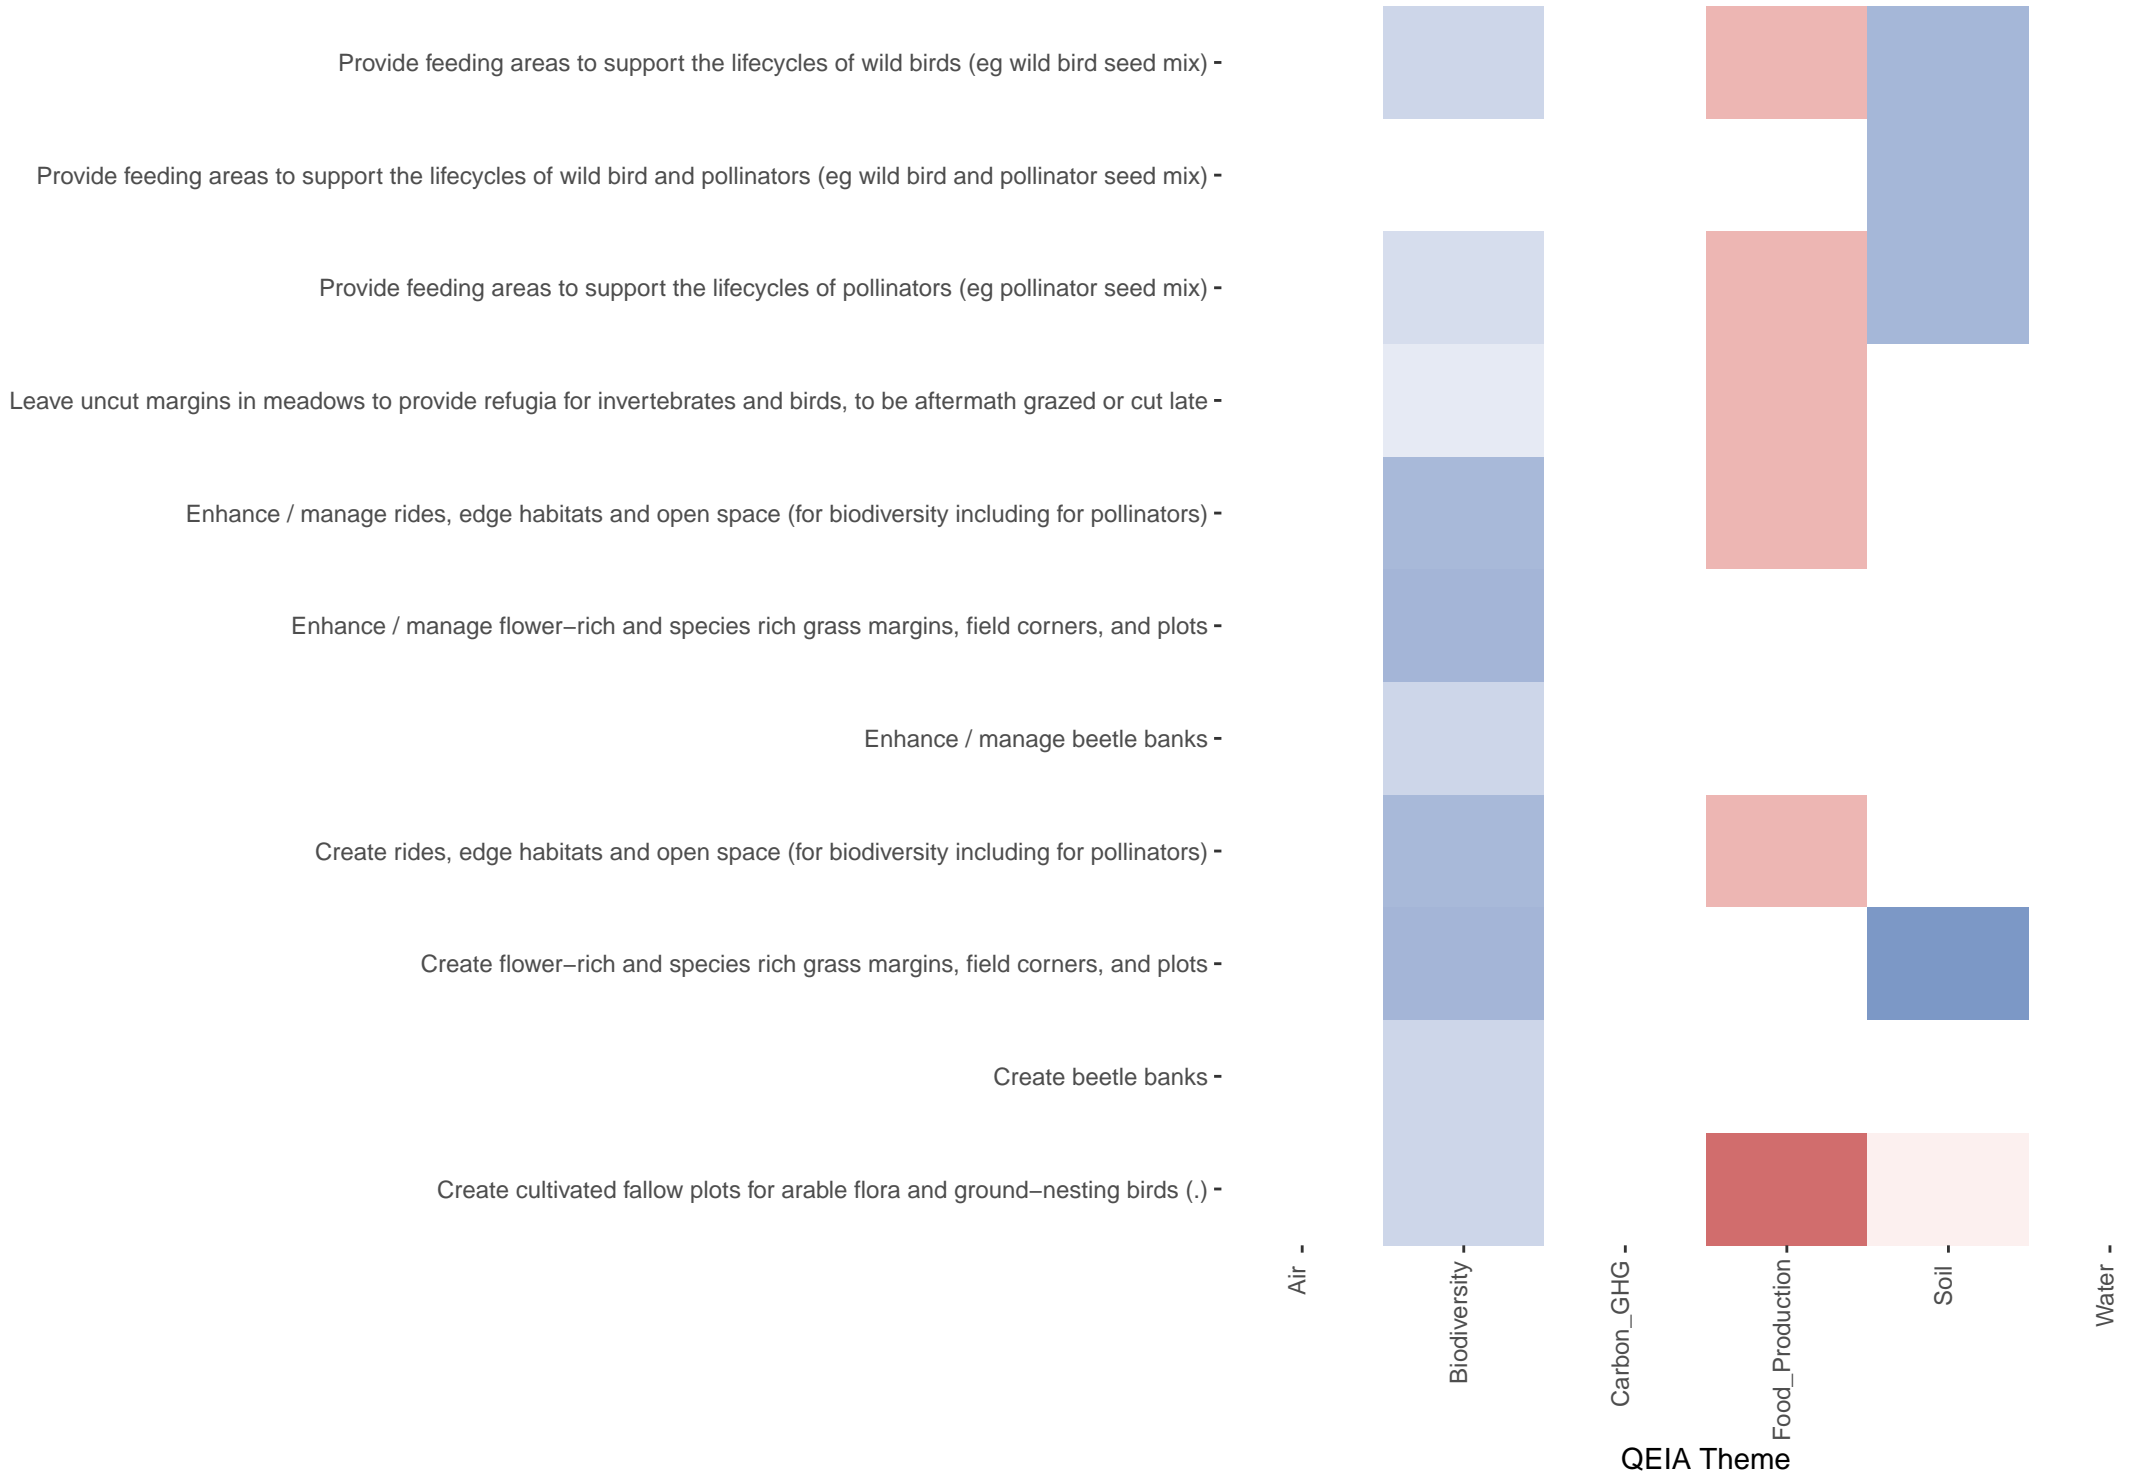 Provide feeding areas to support the lifecycles of wild birds (eg wild bird seed mix)
Provide feeding areas to support the lifecycles of wild bird and pollinators (eg wild bird and pollinator seed mix)
Provide feeding areas to support the lifecycles of pollinators (eg pollinator seed mix)
Leave uncut margins in meadows to provide refugia for invertebrates and birds, to be aftermath grazed or cut late
Enhance / manage rides, edge habitats and open space (for biodiversity including for pollinators)
Enhance / manage flower−rich and species rich grass margins, field corners, and plots
Enhance / manage beetle banks
Create rides, edge habitats and open space (for biodiversity including for pollinators)
Create flower−rich and species rich grass margins, field corners, and plots
Create beetle banks
Create cultivated fallow plots for arable flora and ground−nesting birds (.)
Air
Biodiversity
Carbon_GHG
Food_Production
Soil
Water
QEIA Theme